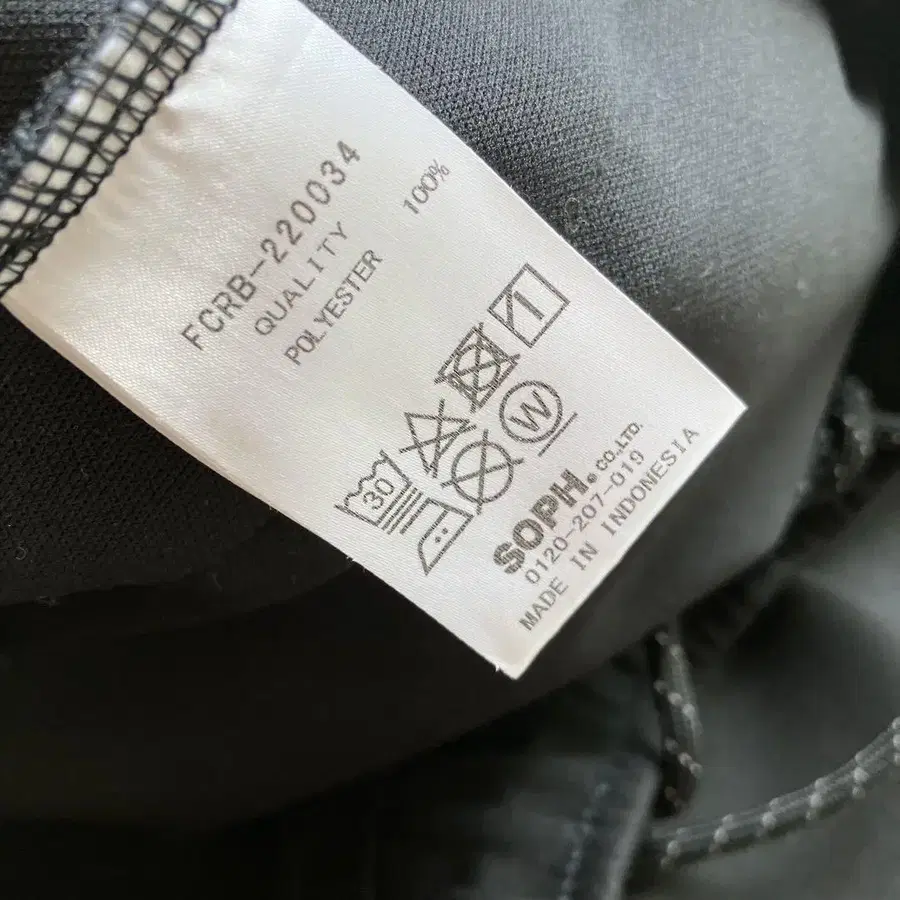 FCRB-220034
QUALITY
POLYESTER 100%
30
W
SOPH.® CO.,LTD.
0120-207-019
MADE IN INDONESIA